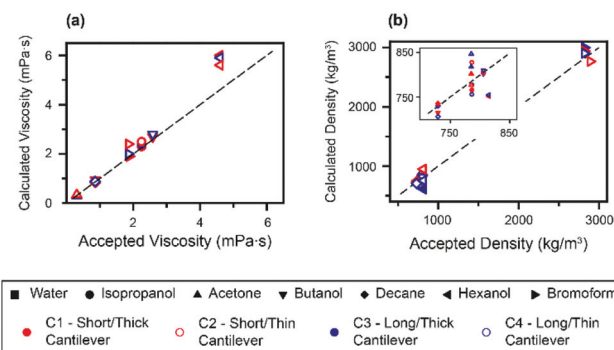 (a)
Calculated Viscosity (mPa·s)
6
4
2
0
2
4
6
Accepted Viscosity (mPa·s)
(b)
Calculated Density (kg/m³)
3000
2000
1000
850
750
750
850
1000
2000
3000
Accepted Density (kg/m³)
Water Isopropanol Acetone Butanol Decane Hexanol Bromoform
C1 - Short/Thick Cantilever
C2 - Short/Thin Cantilever
C3 - Long/Thick Cantilever
C4 - Long/Thin Cantilever